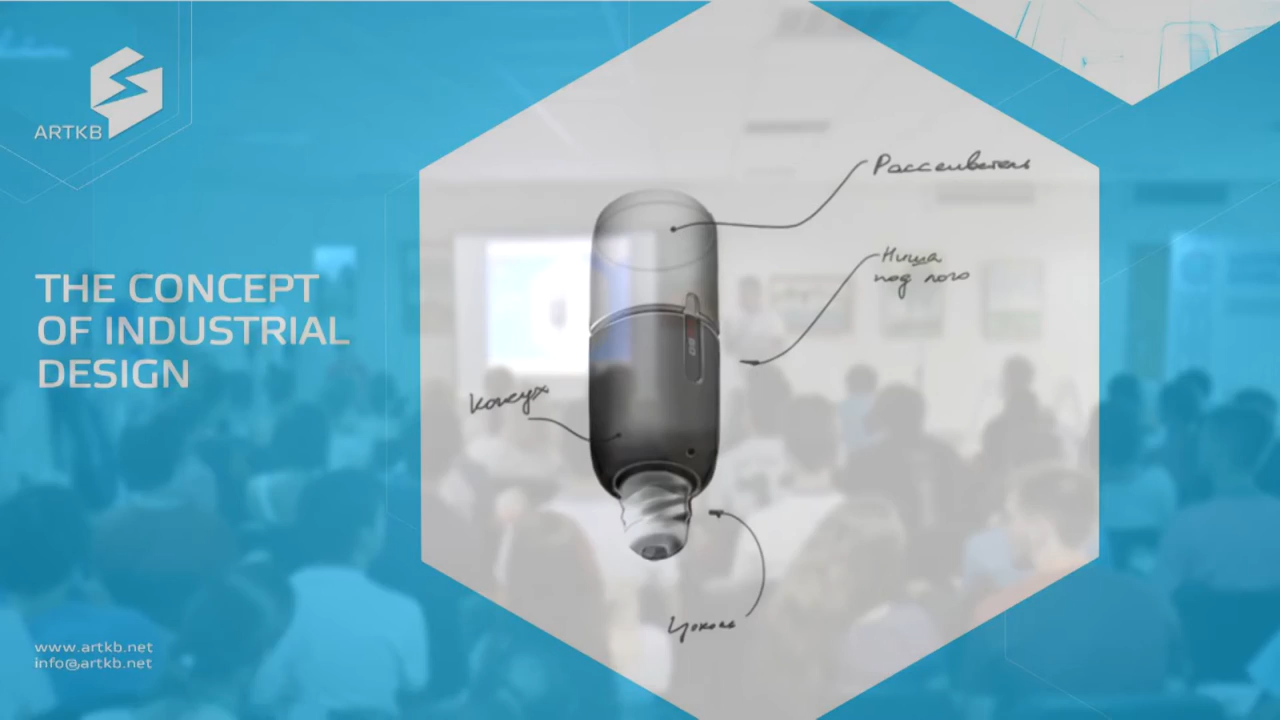 ARTKB
THE CONCEPT
OF INDUSTRIAL
DESIGN
Рассеиватель
Ниша
под лого
Кожух
Цоколь
www.artkb.net
info@artkb.net